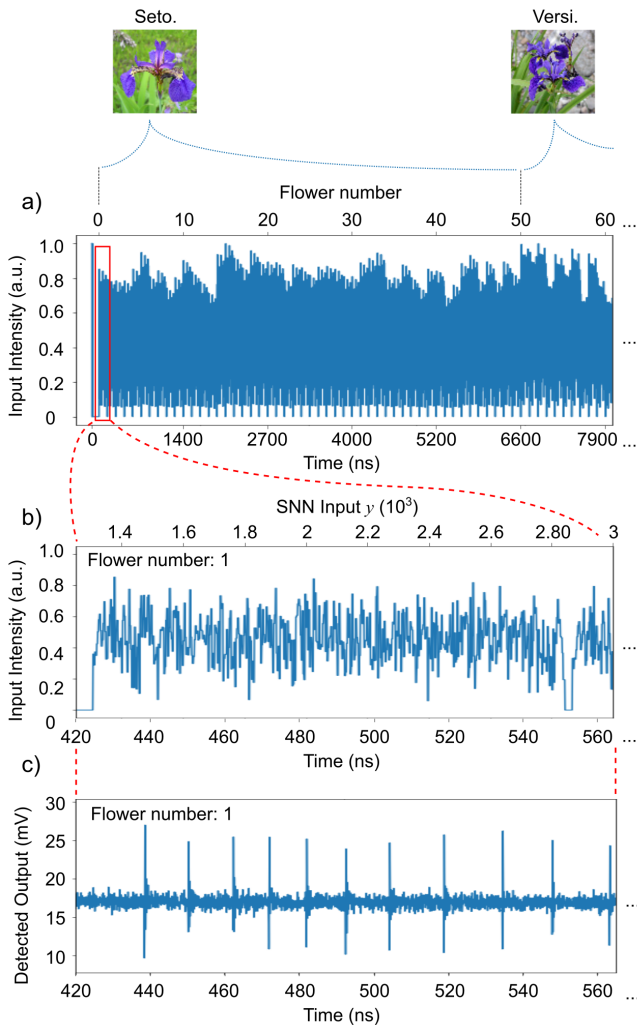 Seto. Versi.
Flower number
a)
0 10 20 30 40 50 60 ...
Input Intensity (a.u.)
1.0
0.8
0.6
0.4
0.2
0
...
0 1400 2700 4000 5200 6600 7900
Time (ns)
SNN Input y (10³)
b)
1.4 1.6 1.8 2 2.2 2.4 2.6 2.80 3
Flower number: 1
Input Intensity (a.u.)
1.0
0.8
0.6
0.4
0.2
0
...
420 440 460 480 500 520 540 560 ...
Time (ns)
c)
Flower number: 1
Detected Output (mV)
30
25
20
15
10
...
420 440 460 480 500 520 540 560 ...
Time (ns)